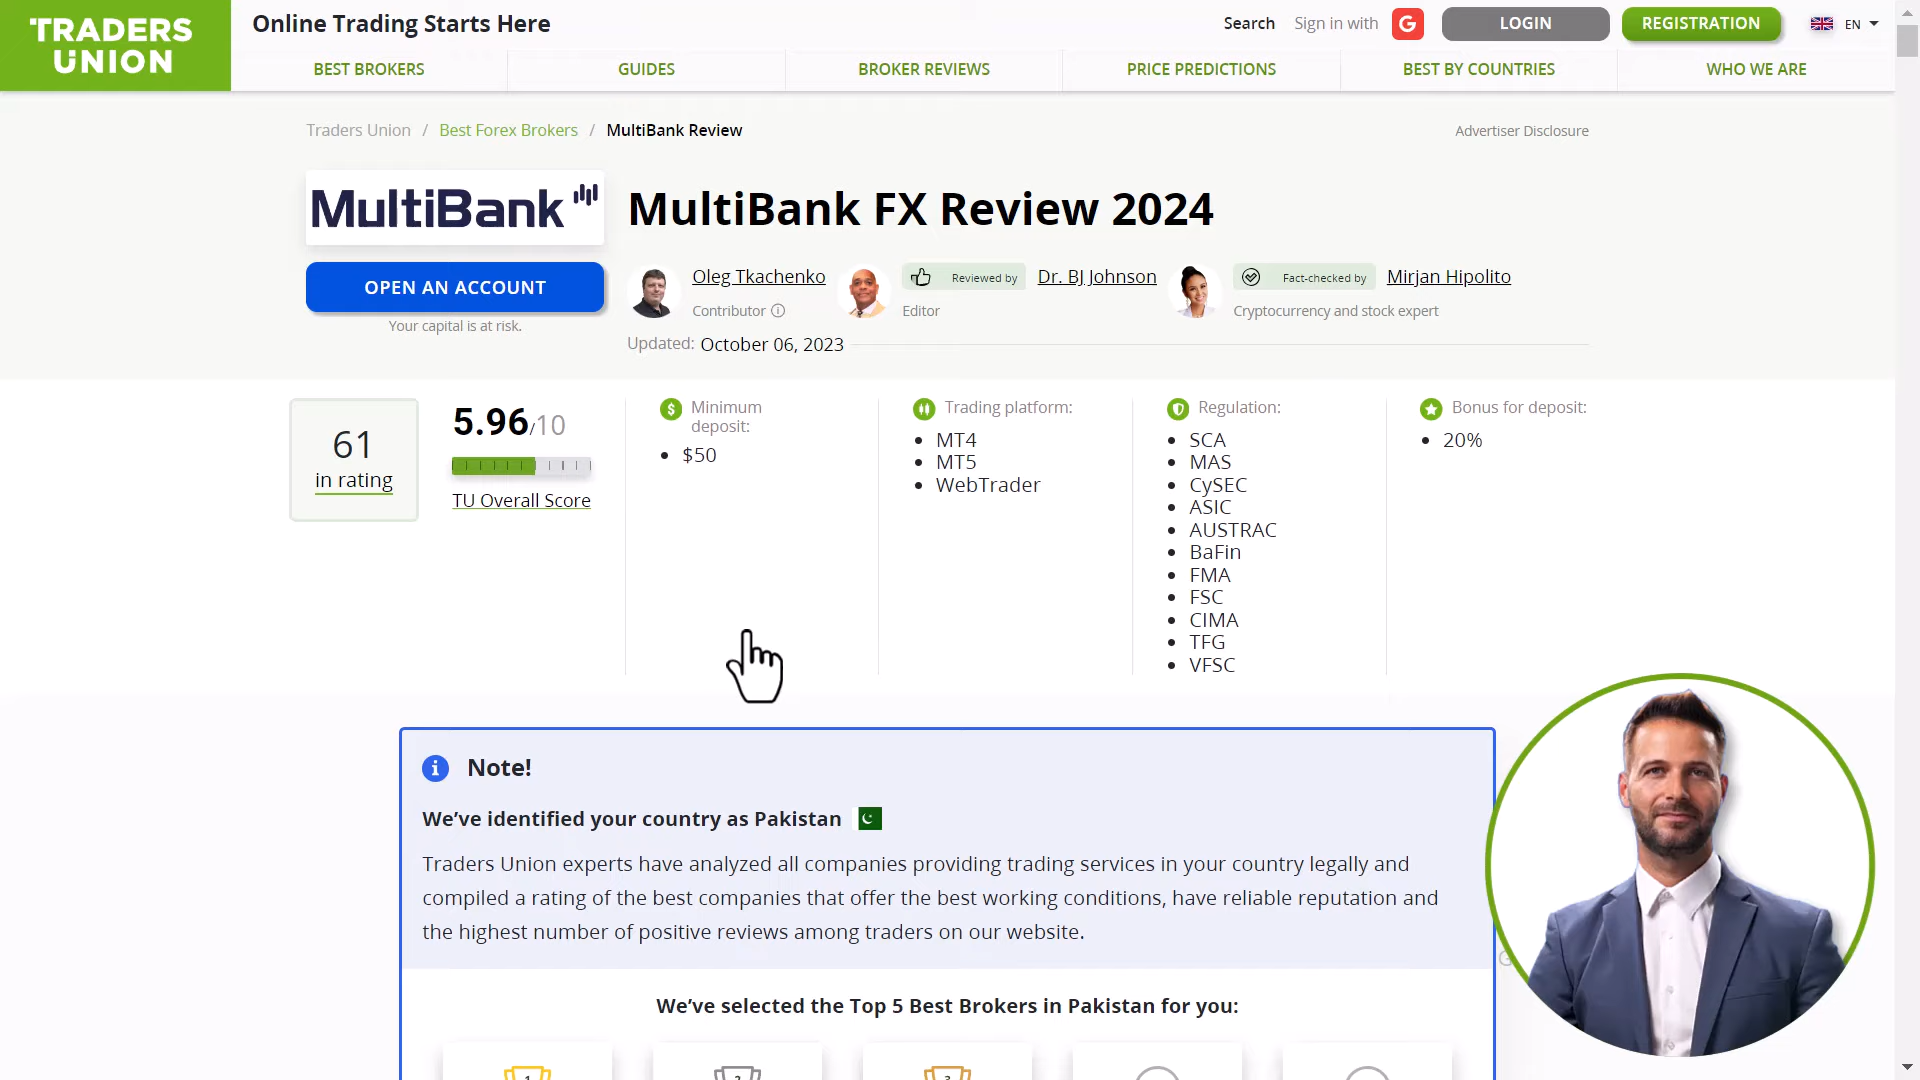 TRADERS
UNION
Online Trading Starts Here
Search
Sign in with
G
LOGIN
REGISTRATION
EN
BEST BROKERS
GUIDES
BROKER REVIEWS
PRICE PREDICTIONS
BEST BY COUNTRIES
WHO WE ARE
Traders Union / Best Forex Brokers / MultiBank Review
Advertiser Disclosure
MultiBank
MultiBank FX Review 2024
OPEN AN ACCOUNT
Your capital is at risk.
Oleg Tkachenko
Contributor
Reviewed by
Dr. BJ Johnson
Editor
Fact-checked by
Mirjan Hipolito
Cryptocurrency and stock expert
Updated: October 06, 2023
61
in rating
5.96/10
TU Overall Score
Minimum
deposit:
• $50
Trading platform:
• MT4
• MT5
• WebTrader
Regulation:
• SCA
• MAS
• CySEC
• ASIC
• AUSTRAC
• BaFin
• FMA
• FSC
• CIMA
• TFG
• VFSC
Bonus for deposit:
• 20%
Note!
We’ve identified your country as Pakistan
Traders Union experts have analyzed all companies providing trading services in your country legally and
compiled a rating of the best companies that offer the best working conditions, have reliable reputation and
the highest number of positive reviews among traders on our website.
We’ve selected the Top 5 Best Brokers in Pakistan for you:
1
2
3